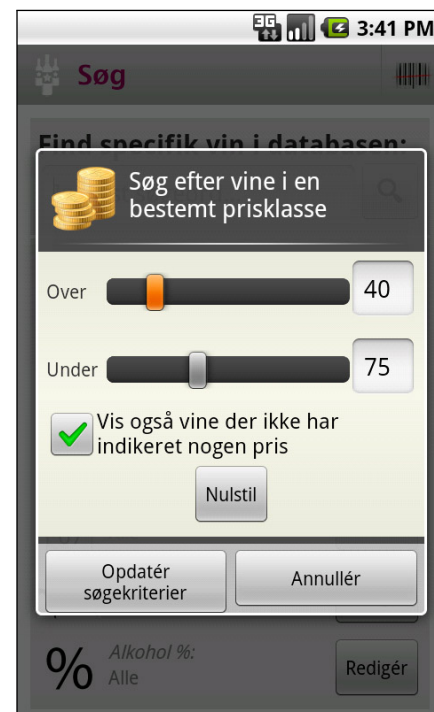 3G 3:41 PM
Søg
Find specifik vin i databasen:
Søg efter vine i en
bestemt prisklasse
Over 40
Under 75
Vis også vine der ikke har
indikeret nogen pris
Nulstil
Opdatér
søgekriterier
Annullér
% Alkohol %:
Alle
Redigér